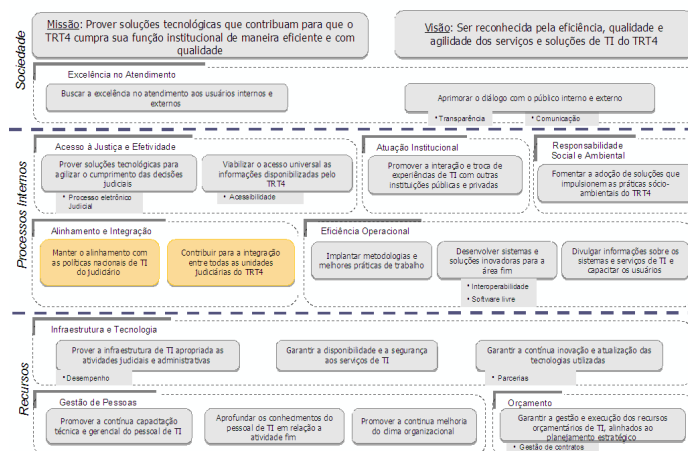 Missão: Prover soluções tecnológicas que contribuam para que o
TRT4 cumpra sua função institucional de maneira eficiente e com
qualidade
Visão: Ser reconhecida pela eficiência, qualidade e
agilidade dos serviços e soluções de TI do TRT4
Sociedade
Excelência no Atendimento
Buscar a excelência no atendimento aos usuários internos e
externos
Aprimorar o diálogo com o público interno e externo
• Transparência
• Comunicação
Processos Internos
Acesso à Justiça e Efetividade
Prover soluções tecnológicas para
agilizar o cumprimento das decisões
judiciais
• Processo eletrônico
Judicial
Viabilizar o acesso universal as
informações disponibilizadas pelo
TRT4
• Acessibilidade
Atuação Institucional
Promover a interação e troca de
experiências de TI com outras
instituições públicas e privadas
Responsabilidade
Social e Ambiental
Fomentar a adoção de soluções que
impulsionem as práticas sócio-
ambientais do TRT4
Alinhamento e Integração
Manter o alinhamento com
as políticas nacionais de TI
do Judiciário
Contribuir para a integração
entre todas as unidades
judiciárias do TRT4
Eficiência Operacional
Implantar metodologias e
melhores práticas de trabalho
Desenvolver sistemas e
soluções inovadoras para a
área fim
• Interoperabilidade
• Software livre
Divulgar informações sobre os
sistemas e serviços de TI e
capacitar os usuários
Recursos
Infraestrutura e Tecnologia
Prover a infraestrutura de TI apropriada as
atividades judiciais e administrativas
• Desempenho
Garantir a disponibilidade e a segurança
aos serviços de TI
Garantir a contínua inovação e atualização das
tecnologias utilizadas
• Parcerias
Gestão de Pessoas
Promover a contínua capacitação
técnica e gerencial do pessoal de TI
Aprofundar os conhecimentos do
pessoal de TI em relação a
atividade fim
Promover a contínua melhoria
do clima organizacional
Orçamento
Garantir a gestão e execução dos recursos
orçamentários de TI, alinhados ao
planejamento estratégico
• Gestão de contratos